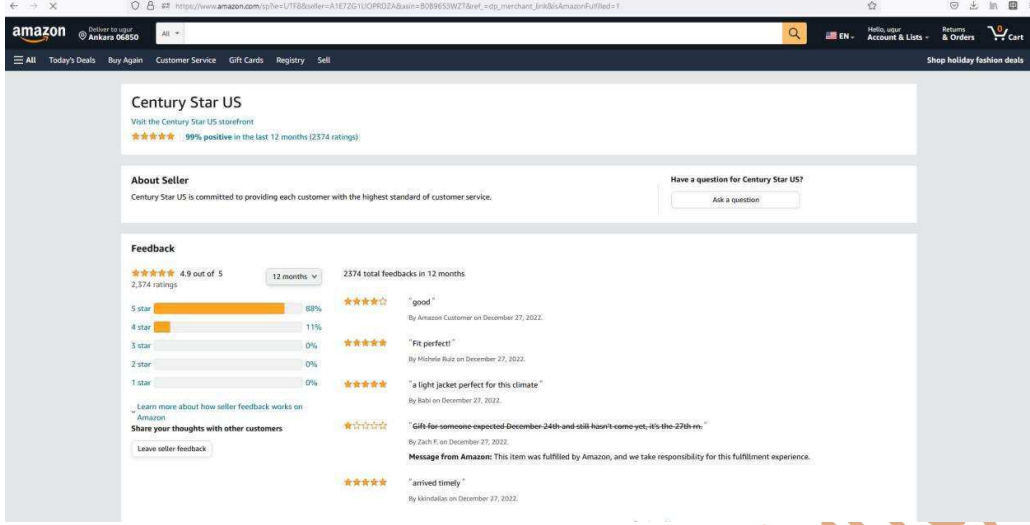 https://www.amazon.com/sp?ie=UTF8&seller=A1E7ZG1LIOPROZA&asin=B0B9653WZT&ref_=dp_merchant_link&isAmazonFulfilled=1
amazon
Deliver to ugur
Ankara 06850
All
EN
Hello, ugur
Account & Lists
Returns
& Orders
0
Cart
All
Today's Deals
Buy Again
Customer Service
Gift Cards
Registry
Sell
Shop holiday fashion deals
Century Star US
Visit the Century Star US storefront
99% positive in the last 12 months (2374 ratings)
About Seller
Century Star US is committed to providing each customer with the highest standard of customer service.
Have a question for Century Star US?
Ask a question
Feedback
4.9 out of 5
2,374 ratings
12 months
5 star 88%
4 star 11%
3 star 0%
2 star 0%
1 star 0%
Learn more about how seller feedback works on
Amazon
Share your thoughts with other customers
Leave seller feedback
2374 total feedbacks in 12 months
"good"
By Amazon Customer on December 27, 2022.
"Fit perfect!"
By Michele Ruiz on December 27, 2022.
"a light jacket perfect for this climate"
By Babi on December 27, 2022.
"Gift for someone expected December 24th and still hasn't come yet, it's the 27th rn."
By Zach F. on December 27, 2022.
Message from Amazon: This item was fulfilled by Amazon, and we take responsibility for this fulfillment experience.
"arrived timely"
By kkindallas on December 27, 2022.